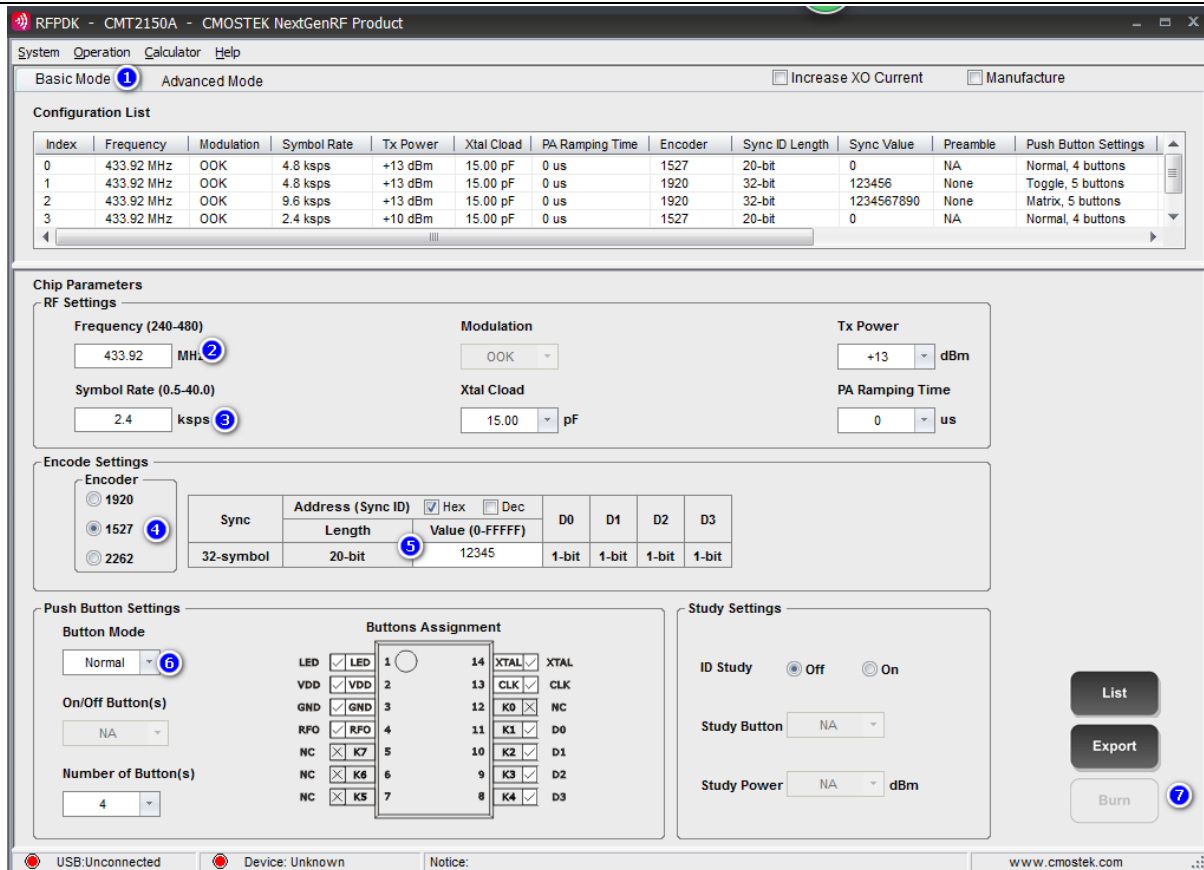 RFPDK - CMT2150A - CMOSTEK NextGenRF Product
System Operation Calculator Help
Basic Mode 1 Advanced Mode Increase XO Current Manufacture
Configuration List
Index Frequency Modulation Symbol Rate Tx Power Xtal Cload PA Ramping Time Encoder Sync ID Length Sync Value Preamble Push Button Settings
0 433.92 MHz OOK 4.8 ksps +13 dBm 15.00 pF 0 us 1527 20-bit 0 NA Normal, 4 buttons
1 433.92 MHz OOK 4.8 ksps +13 dBm 15.00 pF 0 us 1920 32-bit 123456 None Toggle, 5 buttons
2 433.92 MHz OOK 9.6 ksps +13 dBm 15.00 pF 0 us 1920 32-bit 1234567890 None Matrix, 5 buttons
3 433.92 MHz OOK 2.4 ksps +10 dBm 15.00 pF 0 us 1527 20-bit 0 NA Normal, 4 buttons
Chip Parameters
RF Settings
Frequency (240-480) Modulation Tx Power
433.92 MHz 2 OOK +13 dBm
Symbol Rate (0.5-40.0) Xtal Cload PA Ramping Time
2.4 ksps 3 15.00 pF 0 us
Encode Settings
Encoder
1920
1527 4
2262
Sync Address (Sync ID) Hex Dec D0 D1 D2 D3
Length Value (0-FFFFF)
32-symbol 20-bit 5 12345 1-bit 1-bit 1-bit 1-bit
Push Button Settings
Button Mode
Normal 6
On/Off Button(s)
NA
Number of Button(s)
4
Buttons Assignment
LED LED 1 14 XTAL XTAL
VDD VDD 2 13 CLK CLK
GND GND 3 12 K0 NC
RFO RFO 4 11 K1 D0
NC K7 5 10 K2 D1
NC K6 6 9 K3 D2
NC K5 7 8 K4 D3
Study Settings
ID Study Off On
Study Button NA
Study Power NA dBm
List
Export
Burn 7
USB:Unconnected Device: Unknown Notice: www.cmostek.com